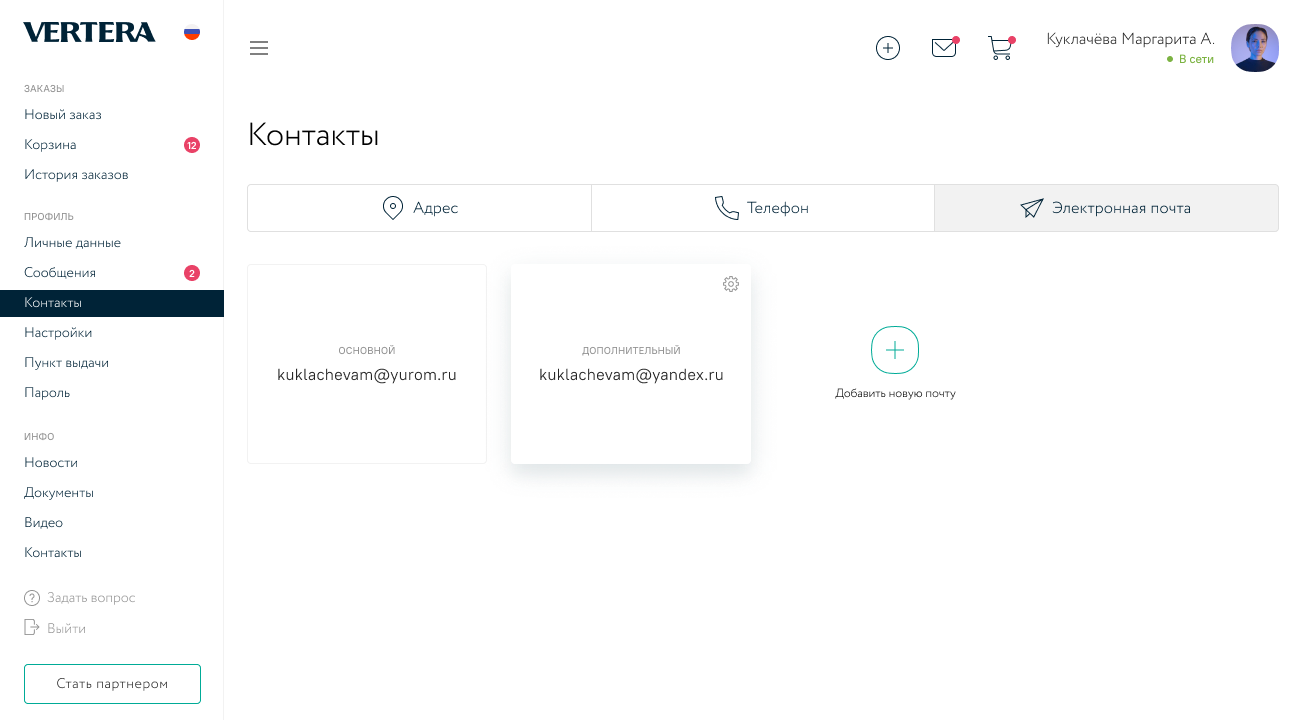 VERTERA
ЗАКАЗЫ
Новый заказ
Корзина 12
История заказов
ПРОФИЛЬ
Личные данные
Сообщения 2
Контакты
Настройки
Пункт выдачи
Пароль
ИНФО
Новости
Документы
Видео
Контакты
Задать вопрос
Выйти
Стать партнером
Куклачёва Маргарита А.
В сети
Контакты
Адрес
Телефон
Электронная почта
ОСНОВНОЙ
kuklachevam@yurom.ru
ДОПОЛНИТЕЛЬНЫЙ
kuklachevam@yandex.ru
Добавить новую почту